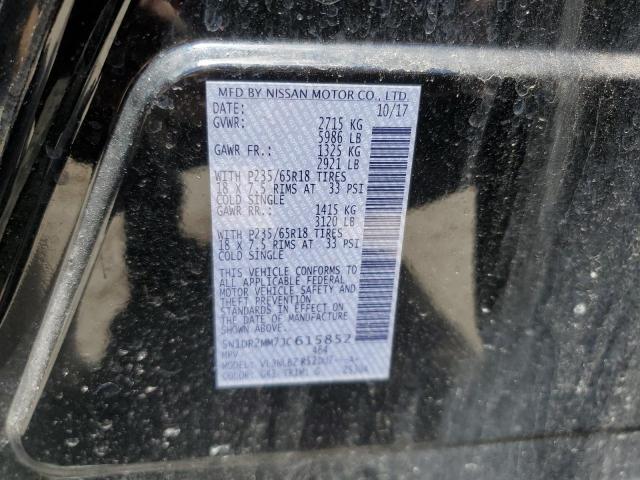 MFD BY NISSAN MOTOR CO., LTD.
DATE: 10/17
GVWR: 2715 KG
5986 LB
GAWR FR.: 1325 KG
2921 LB
WITH P235/65R18 TIRES
18 X 7.5 RIMS AT 33 PSI
COLD SINGLE
GAWR RR.: 1415 KG
3120 LB
WITH P235/65R18 TIRES
18 X 7.5 RIMS AT 33 PSI
COLD SINGLE
THIS VEHICLE CONFORMS TO
ALL APPLICABLE FEDERAL
MOTOR VEHICLE SAFETY AND
THEFT PREVENTION
STANDARDS IN EFFECT ON
THE DATE OF MANUFACTURE
SHOWN ABOVE.
5N1DR2MM7JC615852
MPV 464
MODEL:
COLOR: TRIM: G